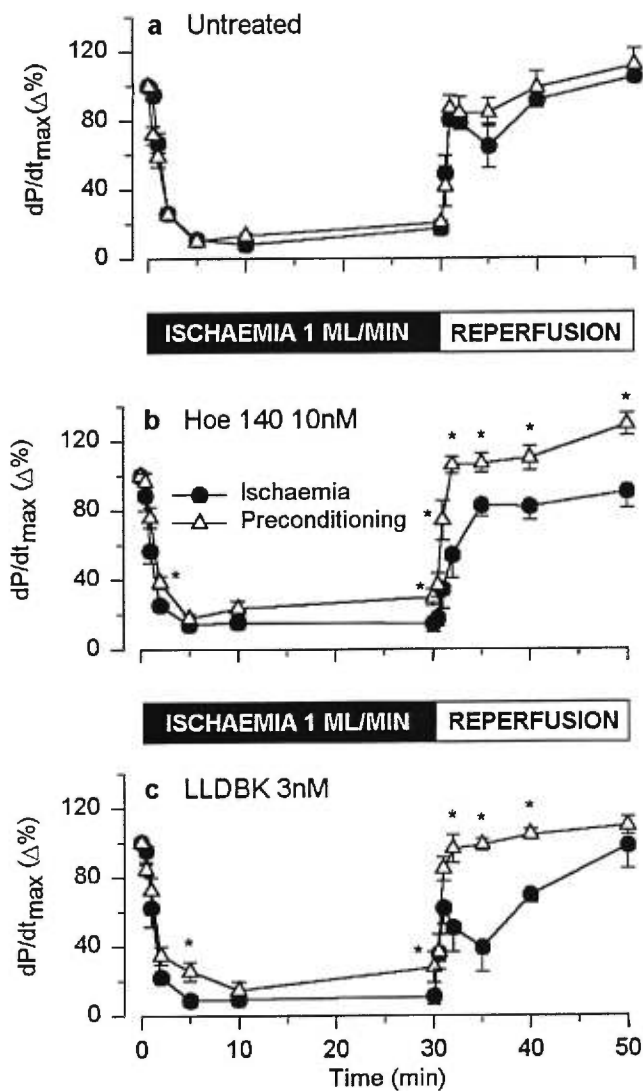 a Untreated
dP/dtmax(Δ%)
120
80
40
0
ISCHAEMIA 1 ML/MIN REPERFUSION
b Hoe 140 10nM
* * * *
dP/dtmax (Δ%)
120
80
40
0
Ischaemia
Preconditioning
*
*
*
ISCHAEMIA 1 ML/MIN REPERFUSION
c LLDBK 3nM
* * *
dP/dtmax(Δ%)
120
80
40
0
*
*
0 10 20 30 40 50
Time (min)